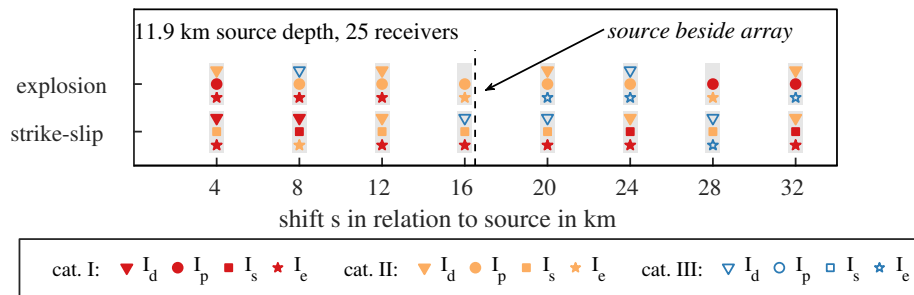 11.9 km source depth, 25 receivers
source beside array
explosion
strike-slip
4 8 12 16 20 24 28 32
shift s in relation to source in km
cat. I: I_d I_p I_s I_e cat. II: I_d I_p I_s I_e cat. III: I_d I_p I_s I_e